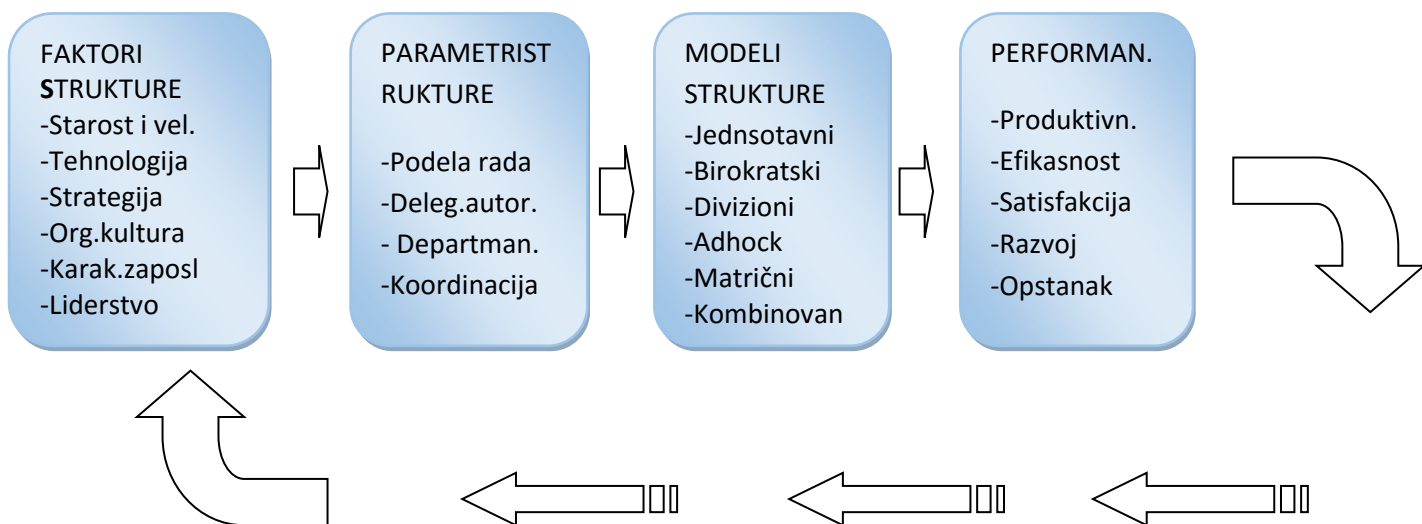 FAKTORI
STRUKTURE
-Starost i vel.
-Tehnologija
-Strategija
-Org.kultura
-Karak.zaposl
-Liderstvo
PARAMETRIST
RUKTURE
-Podela rada
-Deleg.autor.
- Departman.
-Koordinacija
MODELI
STRUKTURE
-Jednsotavni
-Birokratski
-Divizioni
-Adhock
-Matrični
-Kombinovan
PERFORMAN.
-Produktivn.
-Efikasnost
-Satisfakcija
-Razvoj
-Opstanak